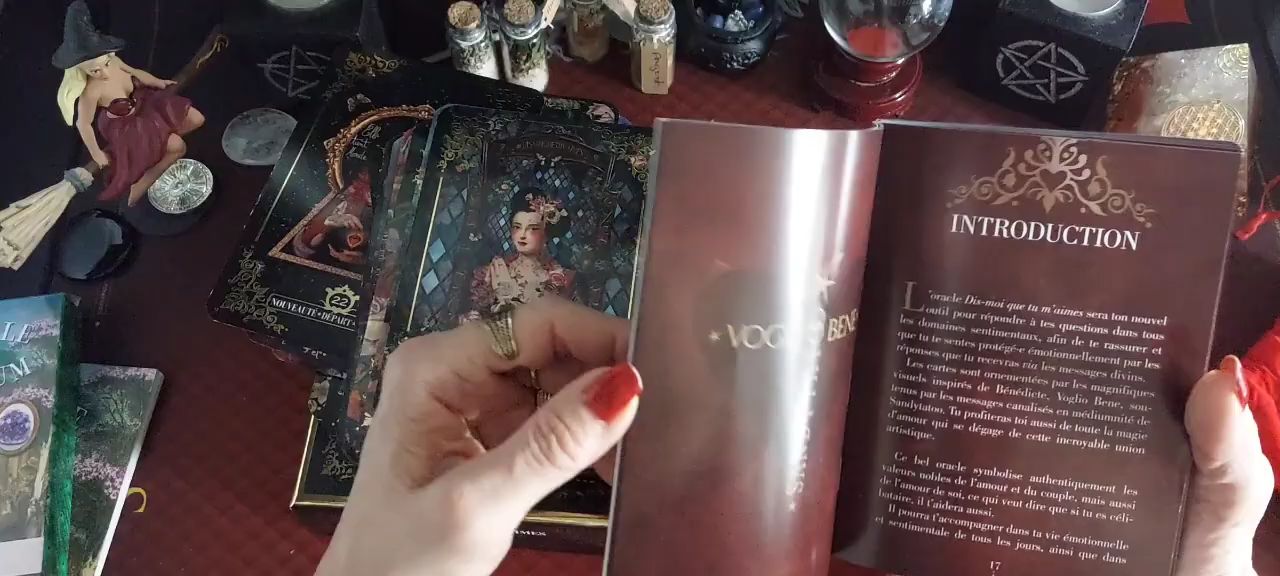 LE
UM
NOUVEAUTÉ • DÉPART
22
VOGLIO BENE
INTRODUCTION
L'oracle Dis-moi que tu m'aimes sera ton nouvel
outil pour répondre à tes questions dans tous
les domaines sentimentaux, afin de te rassurer et
que tu te sentes protégé·e émotionnellement par les
réponses que tu recevras via les messages divins.
Les cartes sont ornementées par les magnifiques
visuels inspirés de Bénédicte, Voglio Bene, sou-
tenus par les messages canalisés en médiumnité de
Sandytatoo. Tu profiteras toi aussi de toute la magie
d'amour qui se dégage de cette incroyable union
artistique.
Ce bel oracle symbolise authentiquement les
valeurs nobles de l'amour et du couple, mais aussi
de l'amour de soi, ce qui veut dire que si tu es céli-
bataire, il t'aidera aussi.
Il pourra t'accompagner dans ta vie émotionnelle
et sentimentale de tous les jours, ainsi que dans
17